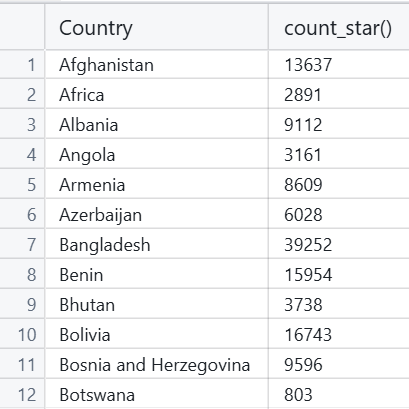 Country count_star()
1 Afghanistan 13637
2 Africa 2891
3 Albania 9112
4 Angola 3161
5 Armenia 8609
6 Azerbaijan 6028
7 Bangladesh 39252
8 Benin 15954
9 Bhutan 3738
10 Bolivia 16743
11 Bosnia and Herzegovina 9596
12 Botswana 803